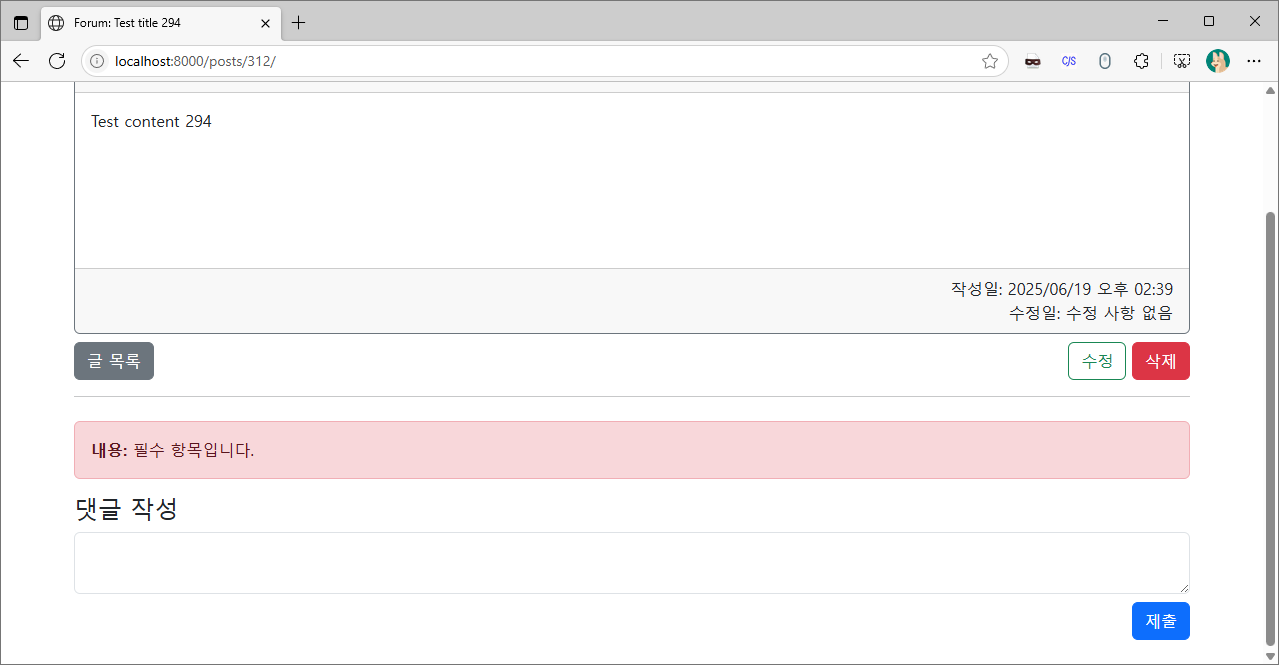 Forum: Test title 294
localhost:8000/posts/312/
C/S
Test content 294
작성일: 2025/06/19 오후 02:39
수정일: 수정 사항 없음
글 목록
수정
삭제
내용: 필수 항목입니다.
댓글 작성
제출